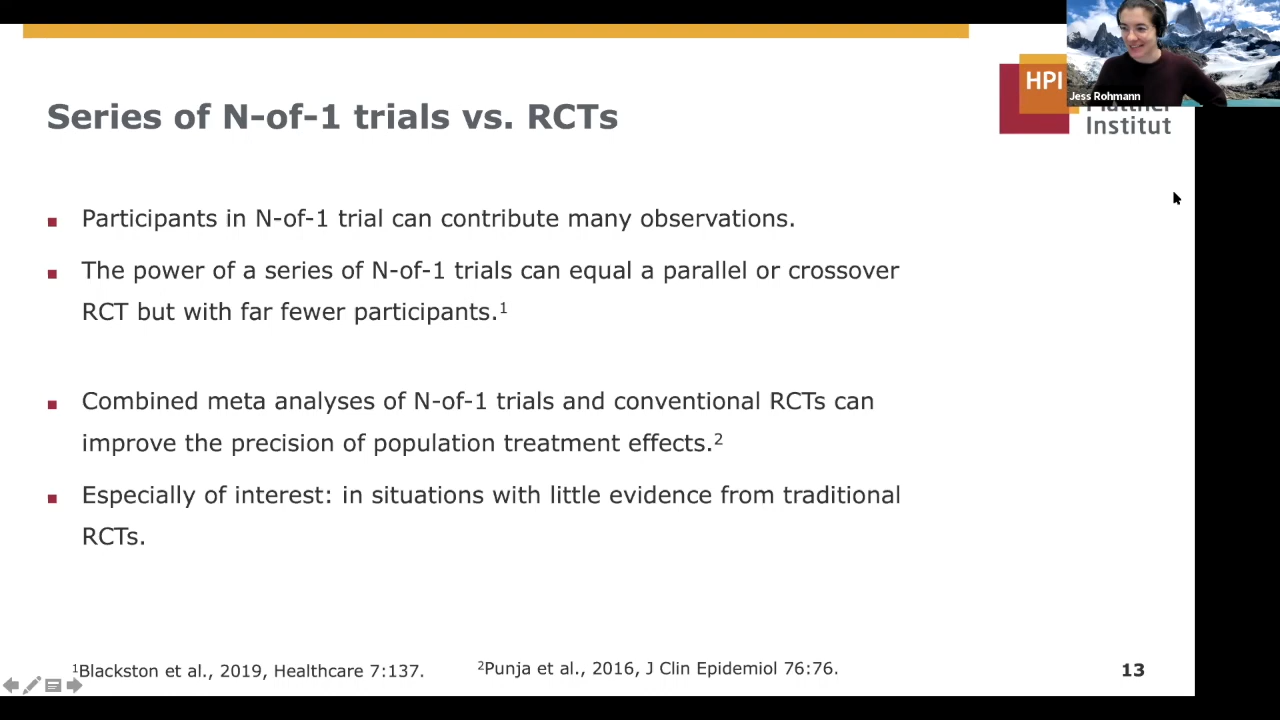 Series of N-of-1 trials vs. RCTs
HPI
Jess Rohmann
Institut
▪ Participants in N-of-1 trial can contribute many observations.
▪ The power of a series of N-of-1 trials can equal a parallel or crossover
RCT but with far fewer participants.¹
▪ Combined meta analyses of N-of-1 trials and conventional RCTs can
improve the precision of population treatment effects.²
▪ Especially of interest: in situations with little evidence from traditional
RCTs.
¹Blackston et al., 2019, Healthcare 7:137.
²Punja et al., 2016, J Clin Epidemiol 76:76.
13